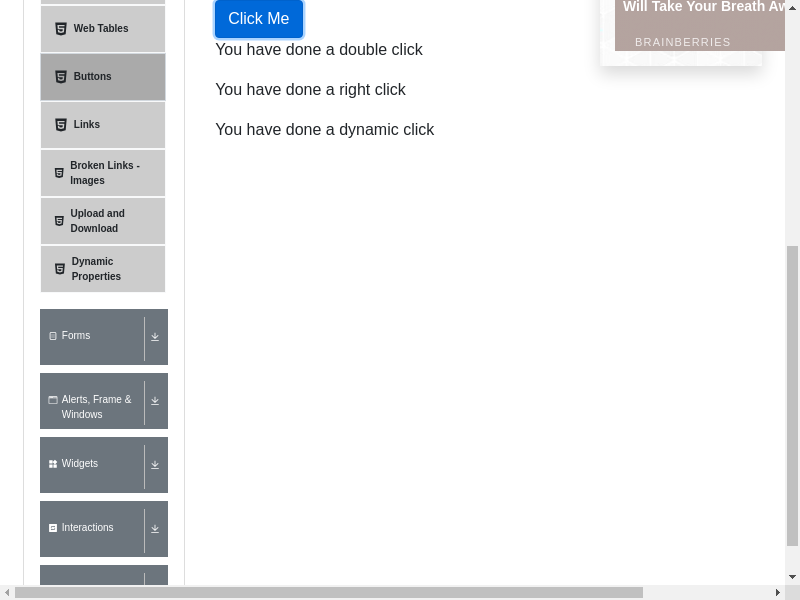 Click Me
Will Take Your Breath
BRAINBERRIES
Web Tables
You have done a double click
Buttons
You have done a right click
Links
You have done a dynamic click
Broken Links -
Images
Upload and
Download
Dynamic
Properties
Forms
Alerts, Frame &
Windows
Widgets
Interactions